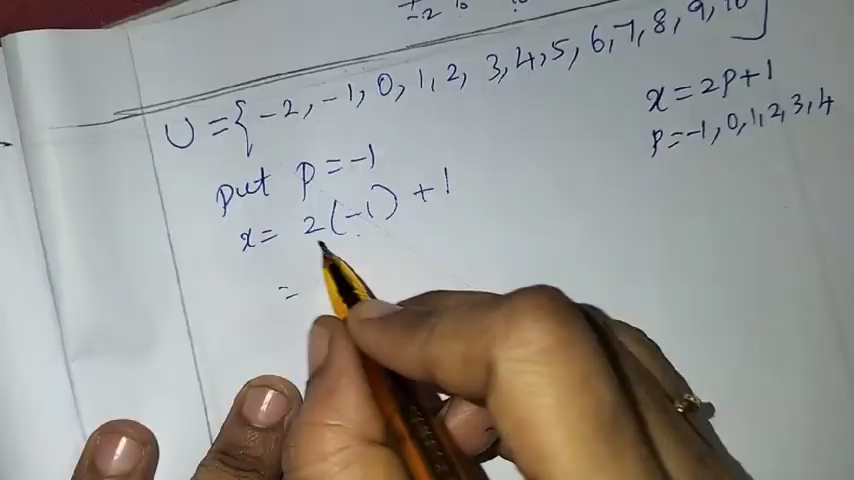 U = { -2, -1, 0, 1, 2, 3, 4, 5, 6, 7, 8, 9, 10 ]
x = 2p+1
p = -1, 0, 1, 2, 3, 4
put p = -1
x = 2(-1) + 1
=